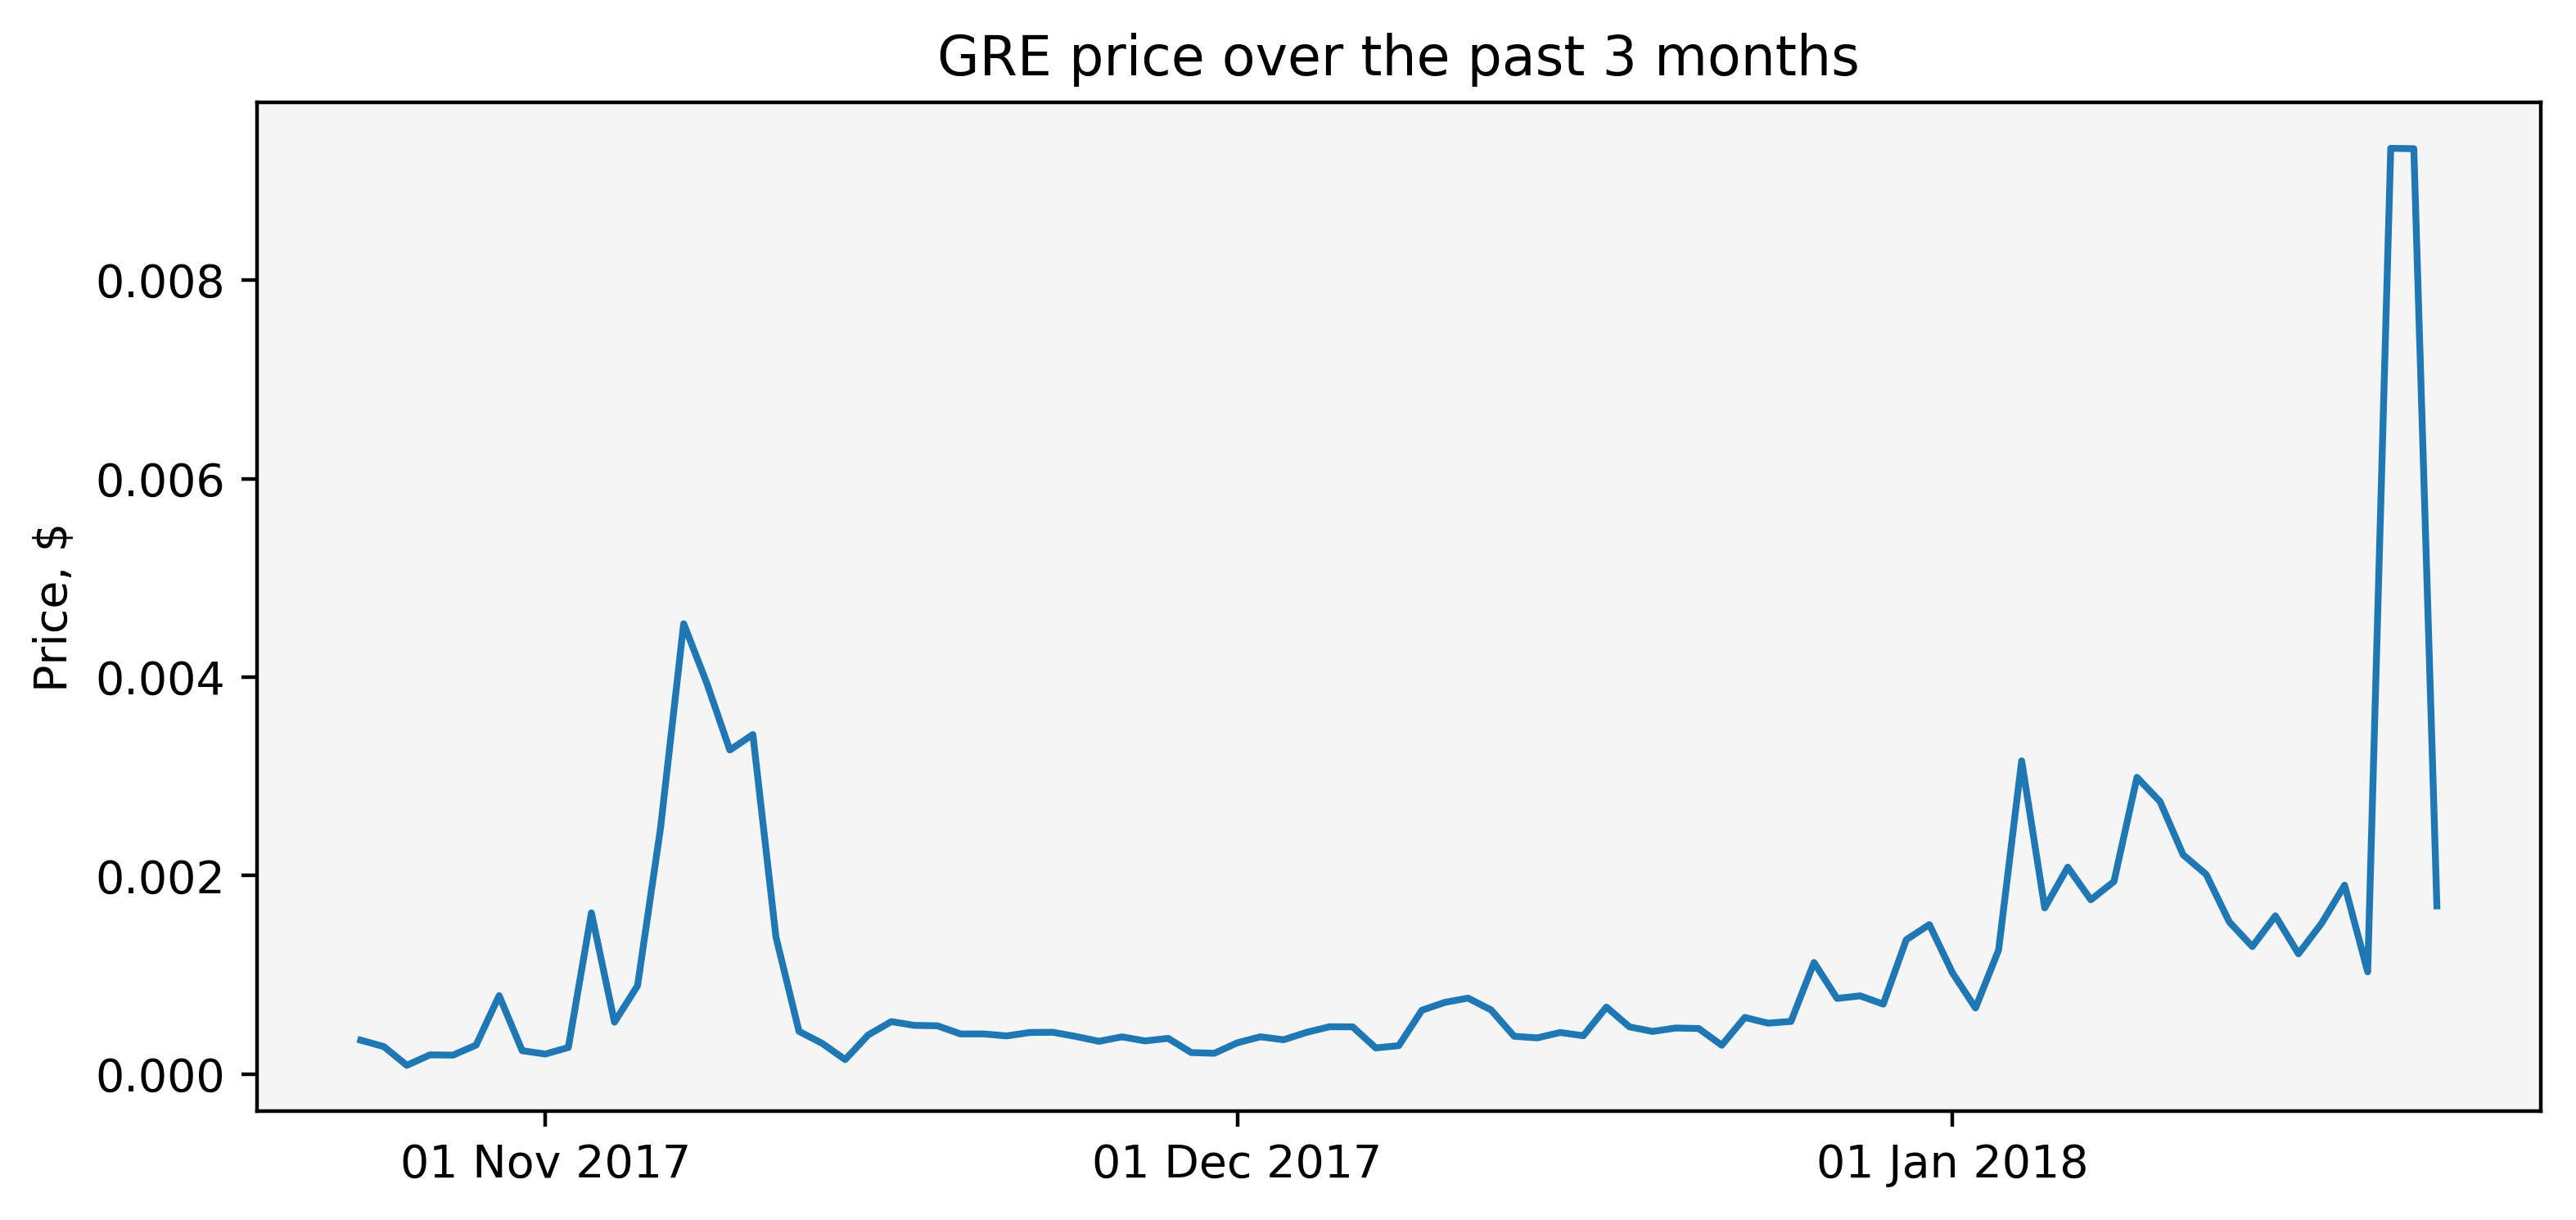 GRE price over the past 3 months
Price, $
0.008
0.006
0.004
0.002
0.000
01 Nov 2017
01 Dec 2017
01 Jan 2018